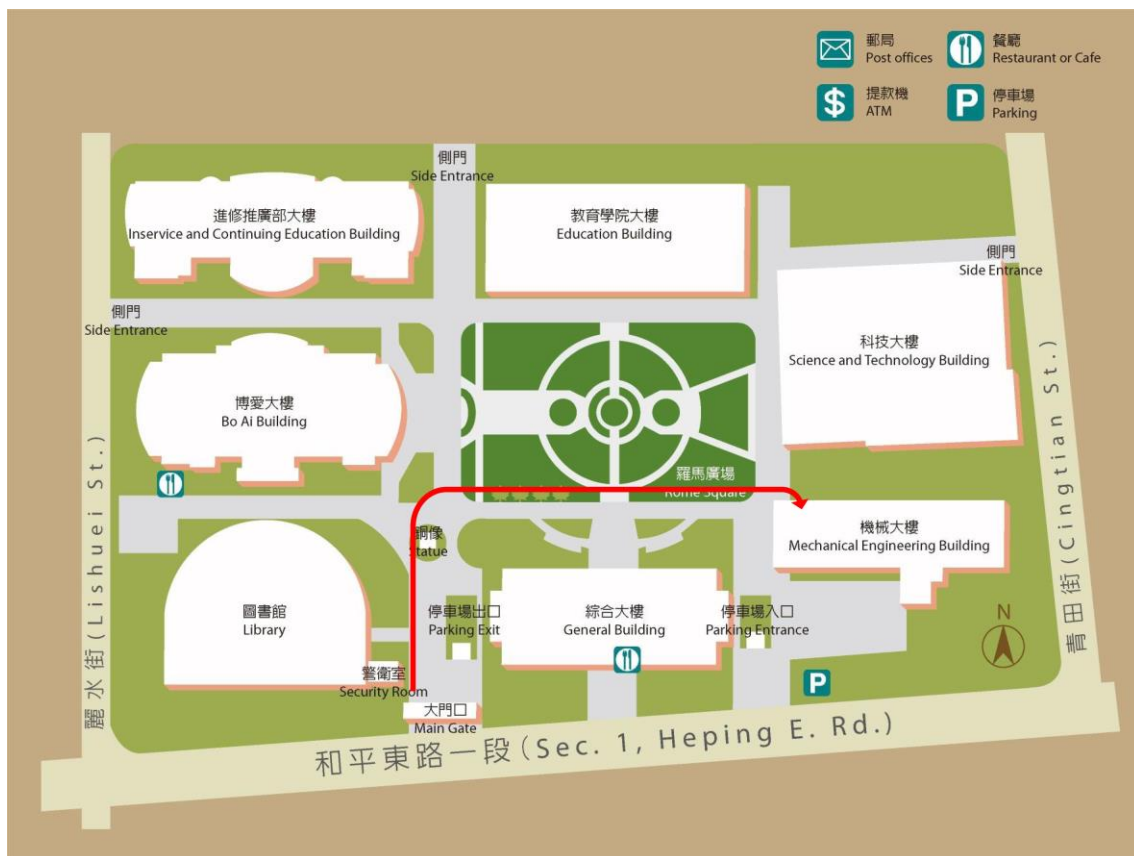 郵局
Post offices
餐廳
Restaurant or Cafe
提款機
ATM
P
停車場
Parking
側門
Side Entrance
進修推廣部大樓
Inservice and Continuing Education Building
教育學院大樓
Education Building
側門
Side Entrance
側門
Side Entrance
科技大樓
Science and Technology Building
博愛大樓
Bo Ai Building
羅馬廣場
Rome Square
銅像
Statue
機械大樓
Mechanical Engineering Building
圖書館
Library
停車場出口
Parking Exit
綜合大樓
General Building
停車場入口
Parking Entrance
N
警衛室
Security Room
P
大門口
Main Gate
麗水街(Lishuei St.)
青田街(Cingtian St.)
和平東路一段(Sec. 1, Heping E. Rd.)